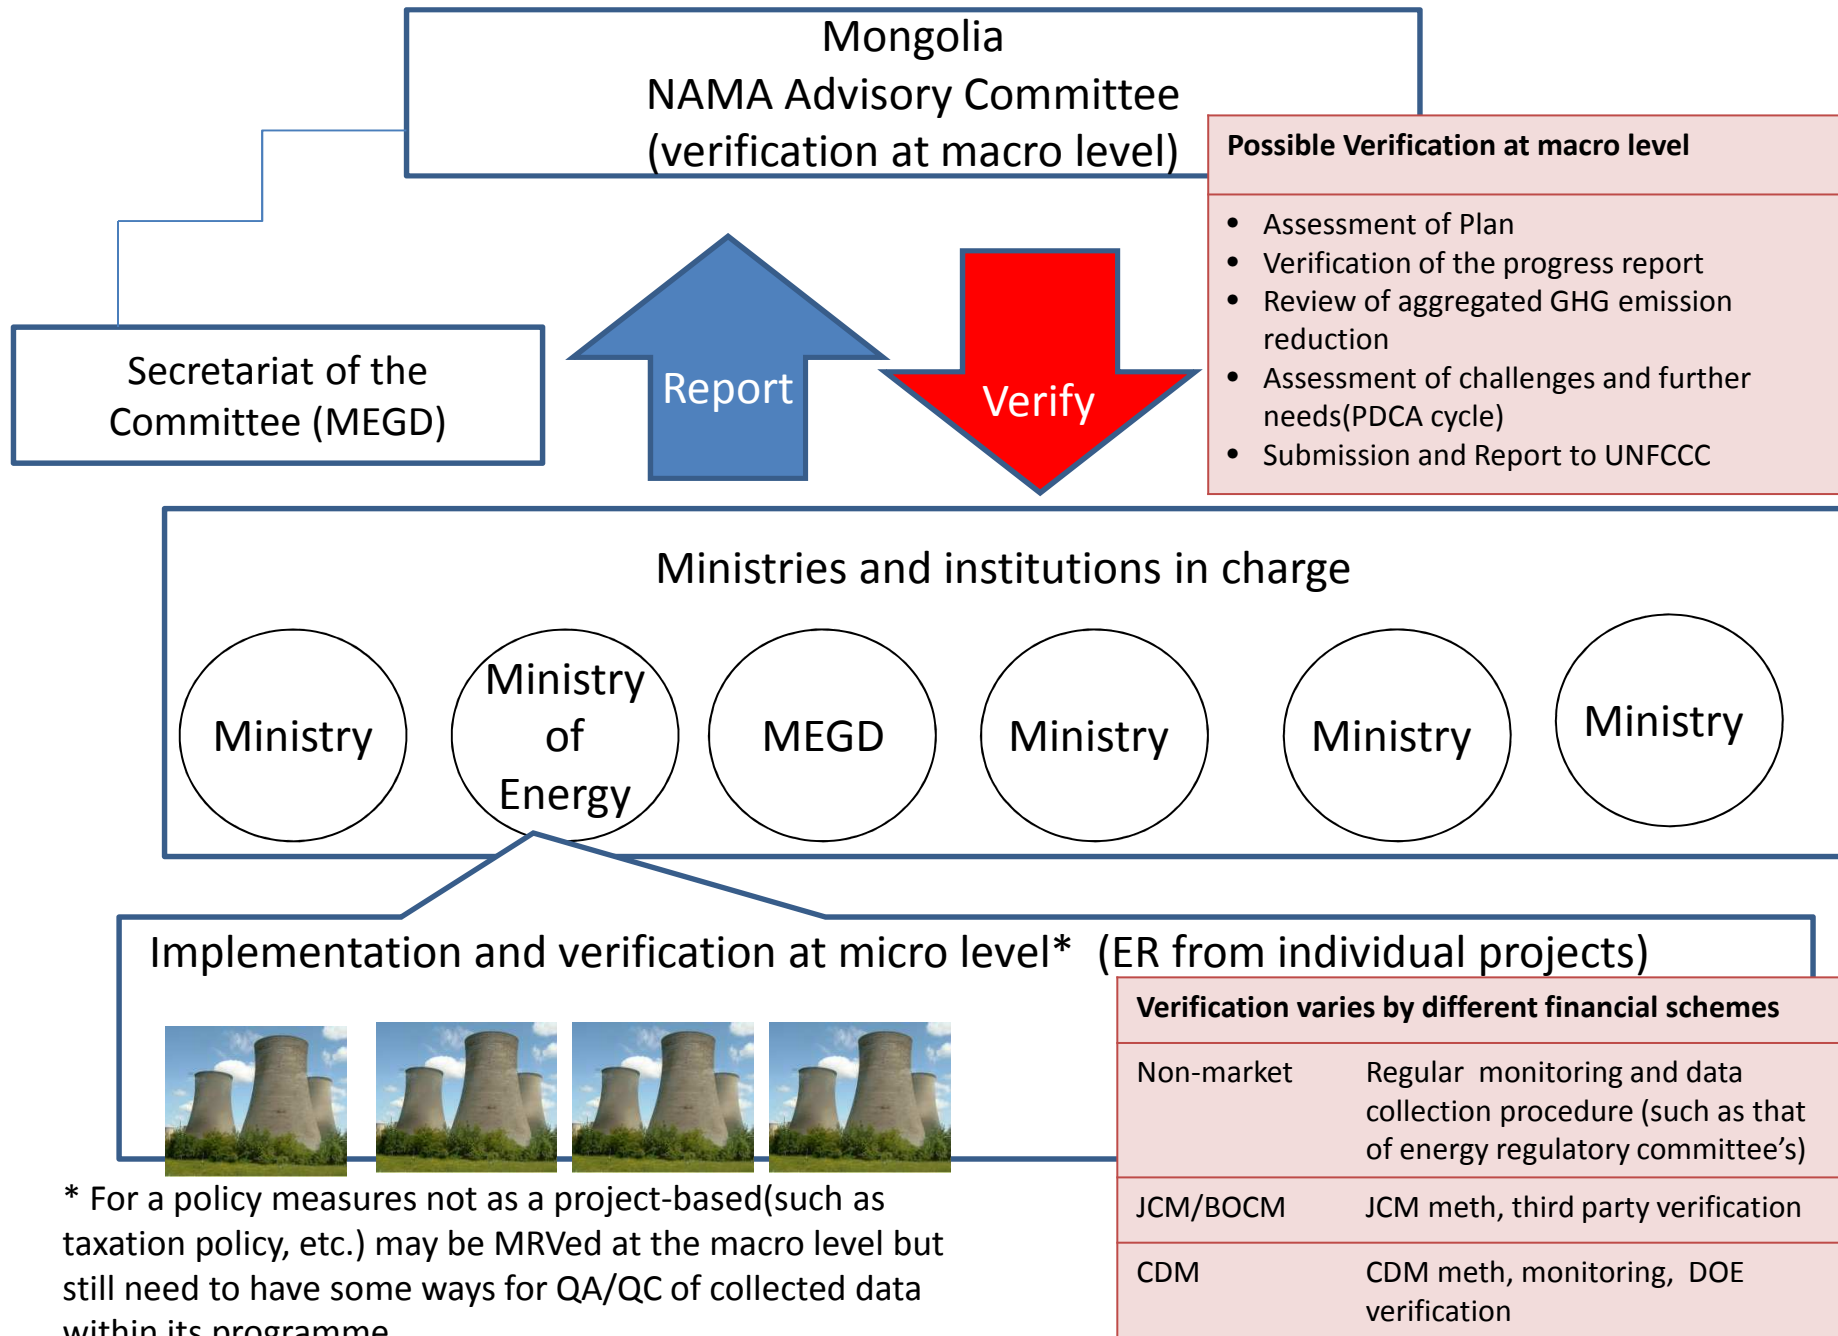 Mongolia
NAMA Advisory Committee
(verification at macro level)
Possible Verification at macro level
• Assessment of Plan
• Verification of the progress report
• Review of aggregated GHG emission
reduction
• Assessment of challenges and further
needs(PDCA cycle)
• Submission and Report to UNFCCC
Secretariat of the
Committee (MEGD)
Report
Verify
Ministries and institutions in charge
Ministry
Ministry
of
Energy
MEGD
Ministry
Ministry
Ministry
Implementation and verification at micro level* (ER from individual projects)
Verification varies by different financial schemes
Non-market Regular monitoring and data
collection procedure (such as that
of energy regulatory committee's)
JCM/BOCM JCM meth, third party verification
CDM CDM meth, monitoring, DOE
verification
* For a policy measures not as a project-based(such as
taxation policy, etc.) may be MRVed at the macro level but
still need to have some ways for QA/QC of collected data
within its programme